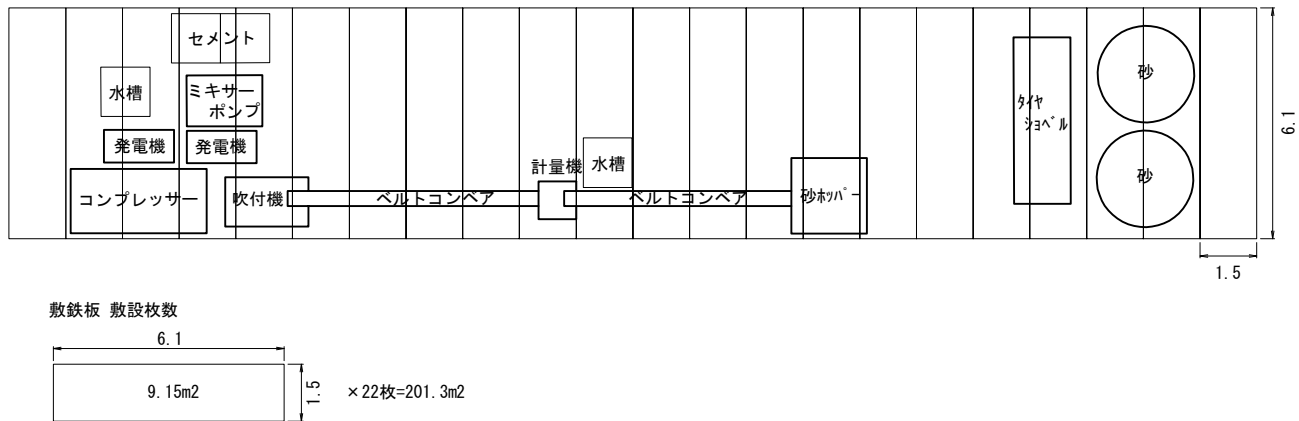 セメント
水槽
ミキサー
ポンプ
発電機
発電機
コンプレッサー
吹付機
ベルトコンベア
計量機
水槽
ベルトコンベア
砂ﾎｯﾊﾟｰ
ﾀｲﾔ
ｼｮﾍﾞﾙ
砂
砂
6.1
1.5
敷鉄板 敷設枚数
6.1
9.15m2
1.5
×22枚=201.3m2